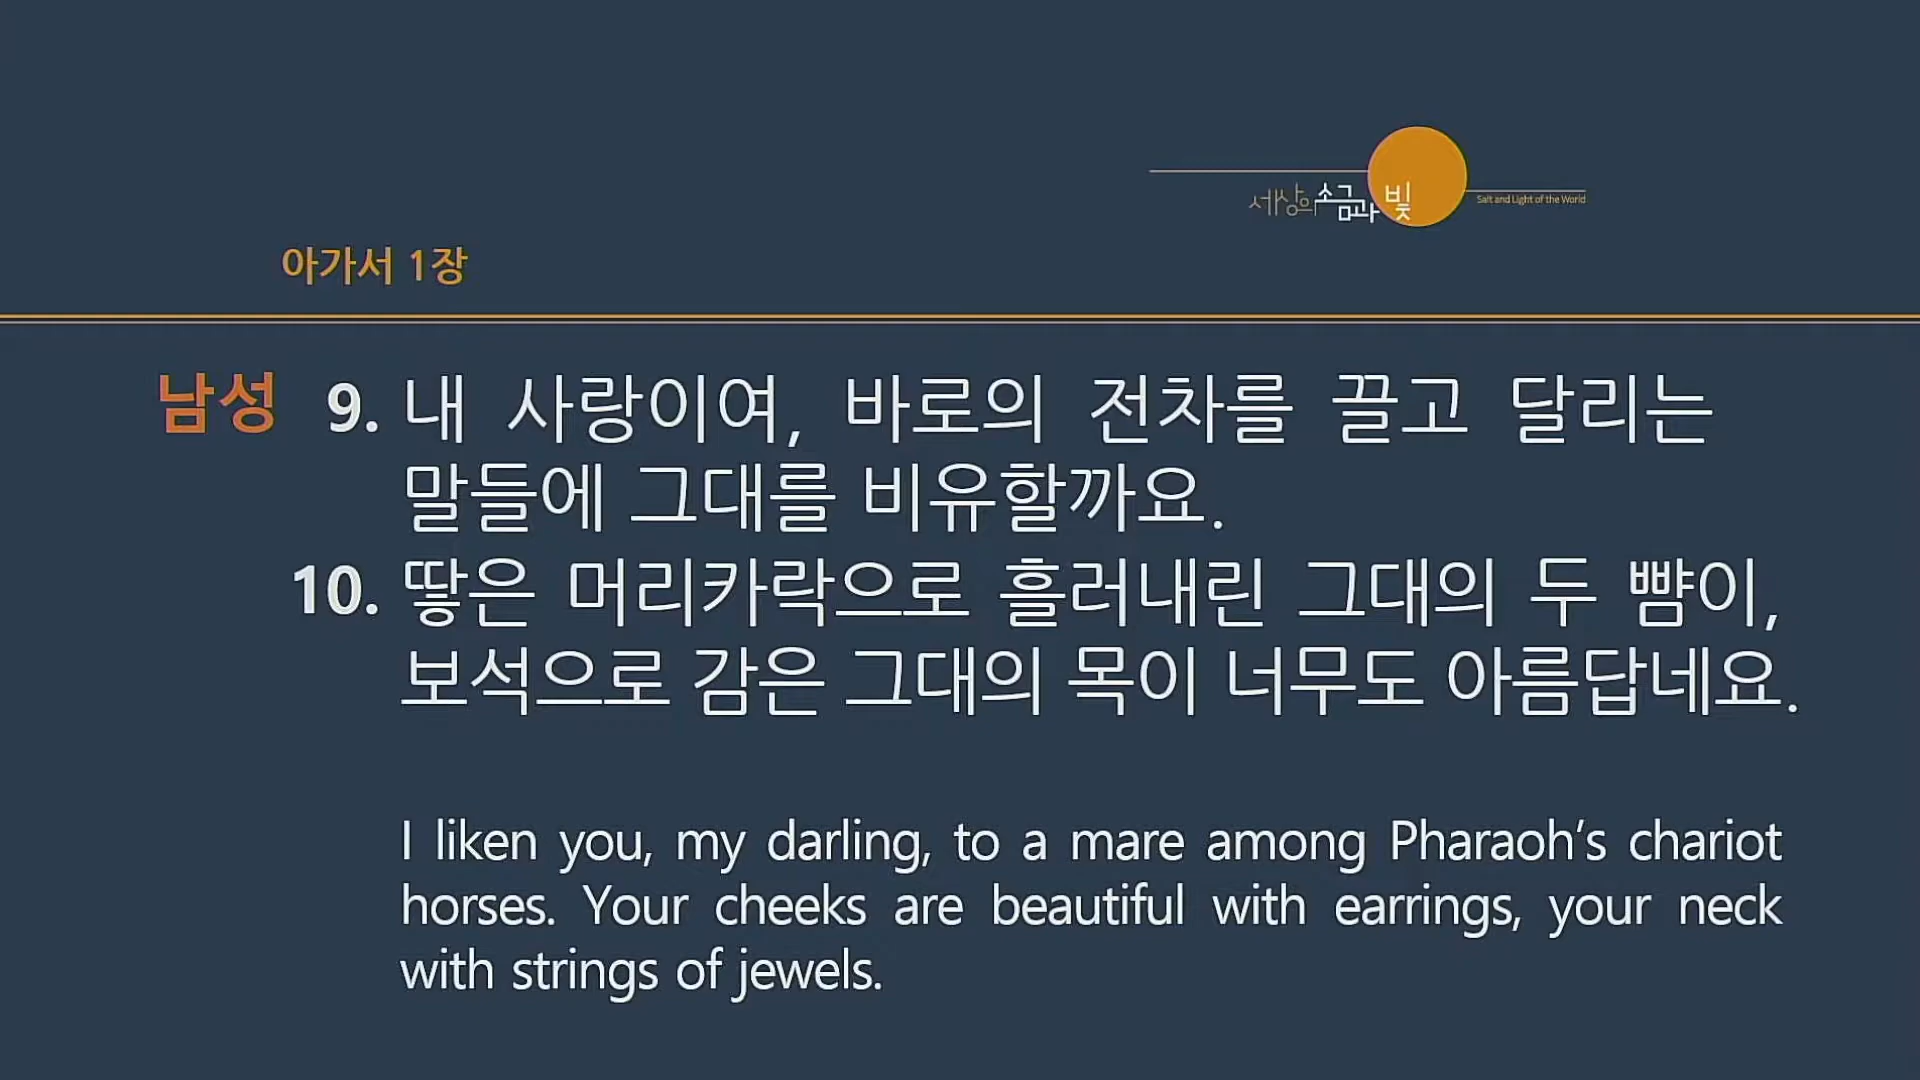 세상의 소금과 빛
Salt and Light of the World
아가서 1장
남성 9. 내 사랑이여, 바로의 전차를 끌고 달리는
말들에 그대를 비유할까요.
10. 땋은 머리카락으로 흘러내린 그대의 두 뺨이,
보석으로 감은 그대의 목이 너무도 아름답네요.
I liken you, my darling, to a mare among Pharaoh’s chariot
horses. Your cheeks are beautiful with earrings, your neck
with strings of jewels.